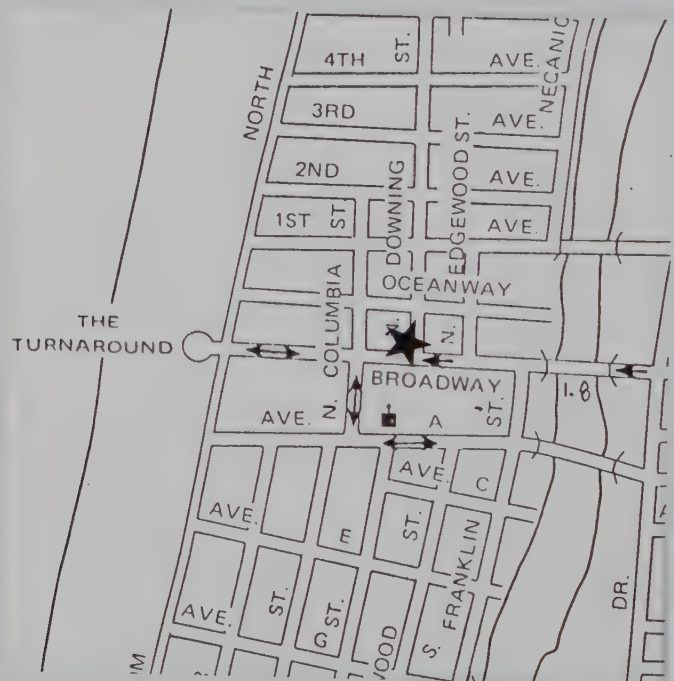 4TH ST. AVE.
NECANIC
NORTH
3RD AVE.
2ND AVE.
1ST ST. AVE.
DOWNING
EDGEWOOD ST.
OCEANWAY
N. COLUMBIA
N.
THE
TURNAROUND
BROADWAY
1.8
AVE. A ST.
AVE. C
AVE. E ST.
S. FRANKLIN
AVE. ST. G ST.
WOOD
DR.